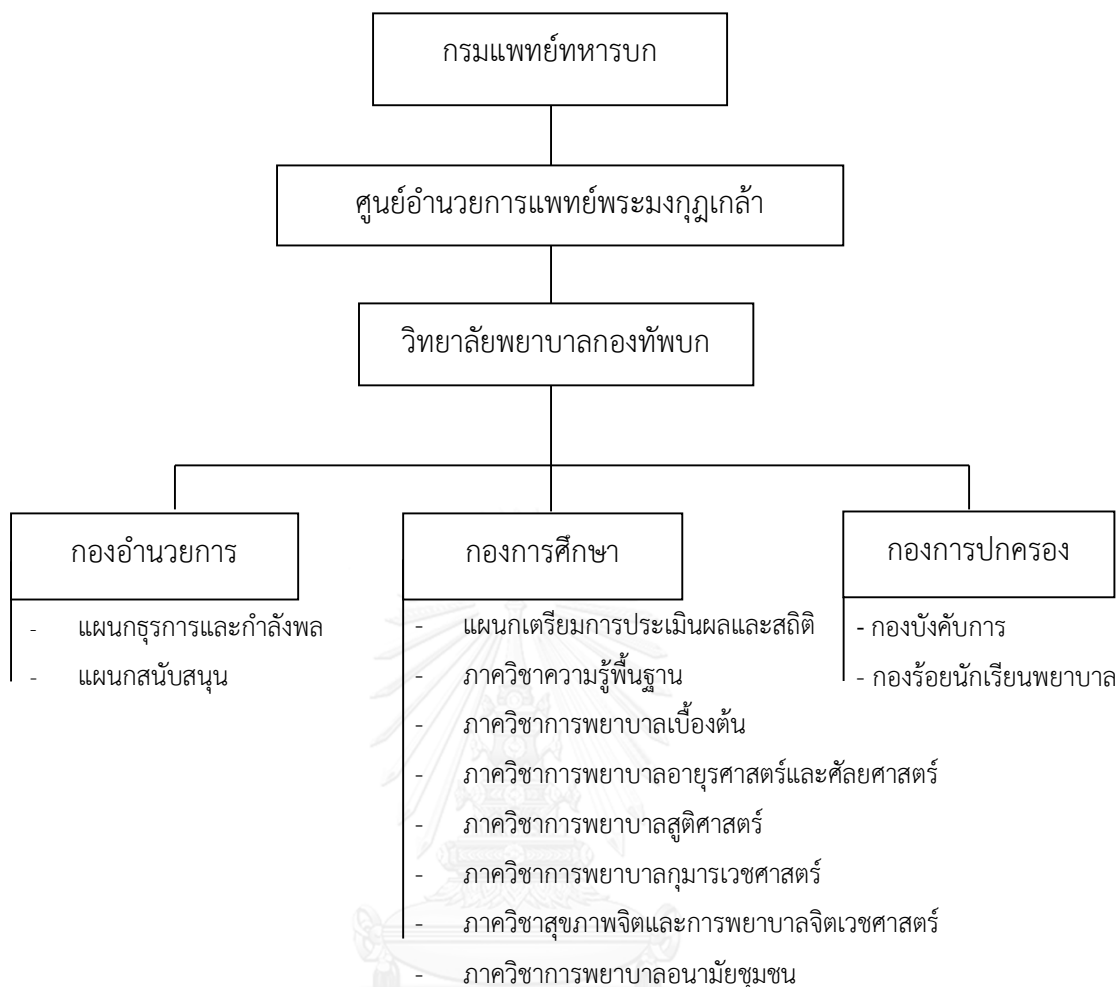 กรมแพทย์ทหารบก
ศูนย์อำนวยการแพทย์พระมงกุฎเกล้า
วิทยาลัยพยาบาลกองทัพบก
กองอำนวยการ
- แผนกธุรการและกำลังพล
- แผนกสนับสนุน
กองการศึกษา
- แผนกเตรียมการประเมินผลและสถิติ
- ภาควิชาความรู้พื้นฐาน
- ภาควิชาการพยาบาลเบื้องต้น
- ภาควิชาการพยาบาลอายุรศาสตร์และศัลยศาสตร์
- ภาควิชาการพยาบาลสูติศาสตร์
- ภาควิชาการพยาบาลกุมารเวชศาสตร์
- ภาควิชาสุขภาพจิตและการพยาบาลจิตเวชศาสตร์
- ภาควิชาการพยาบาลอนามัยชุมชน
กองการปกครอง
- กองบังคับการ
- กองร้อยนักเรียนพยาบาล